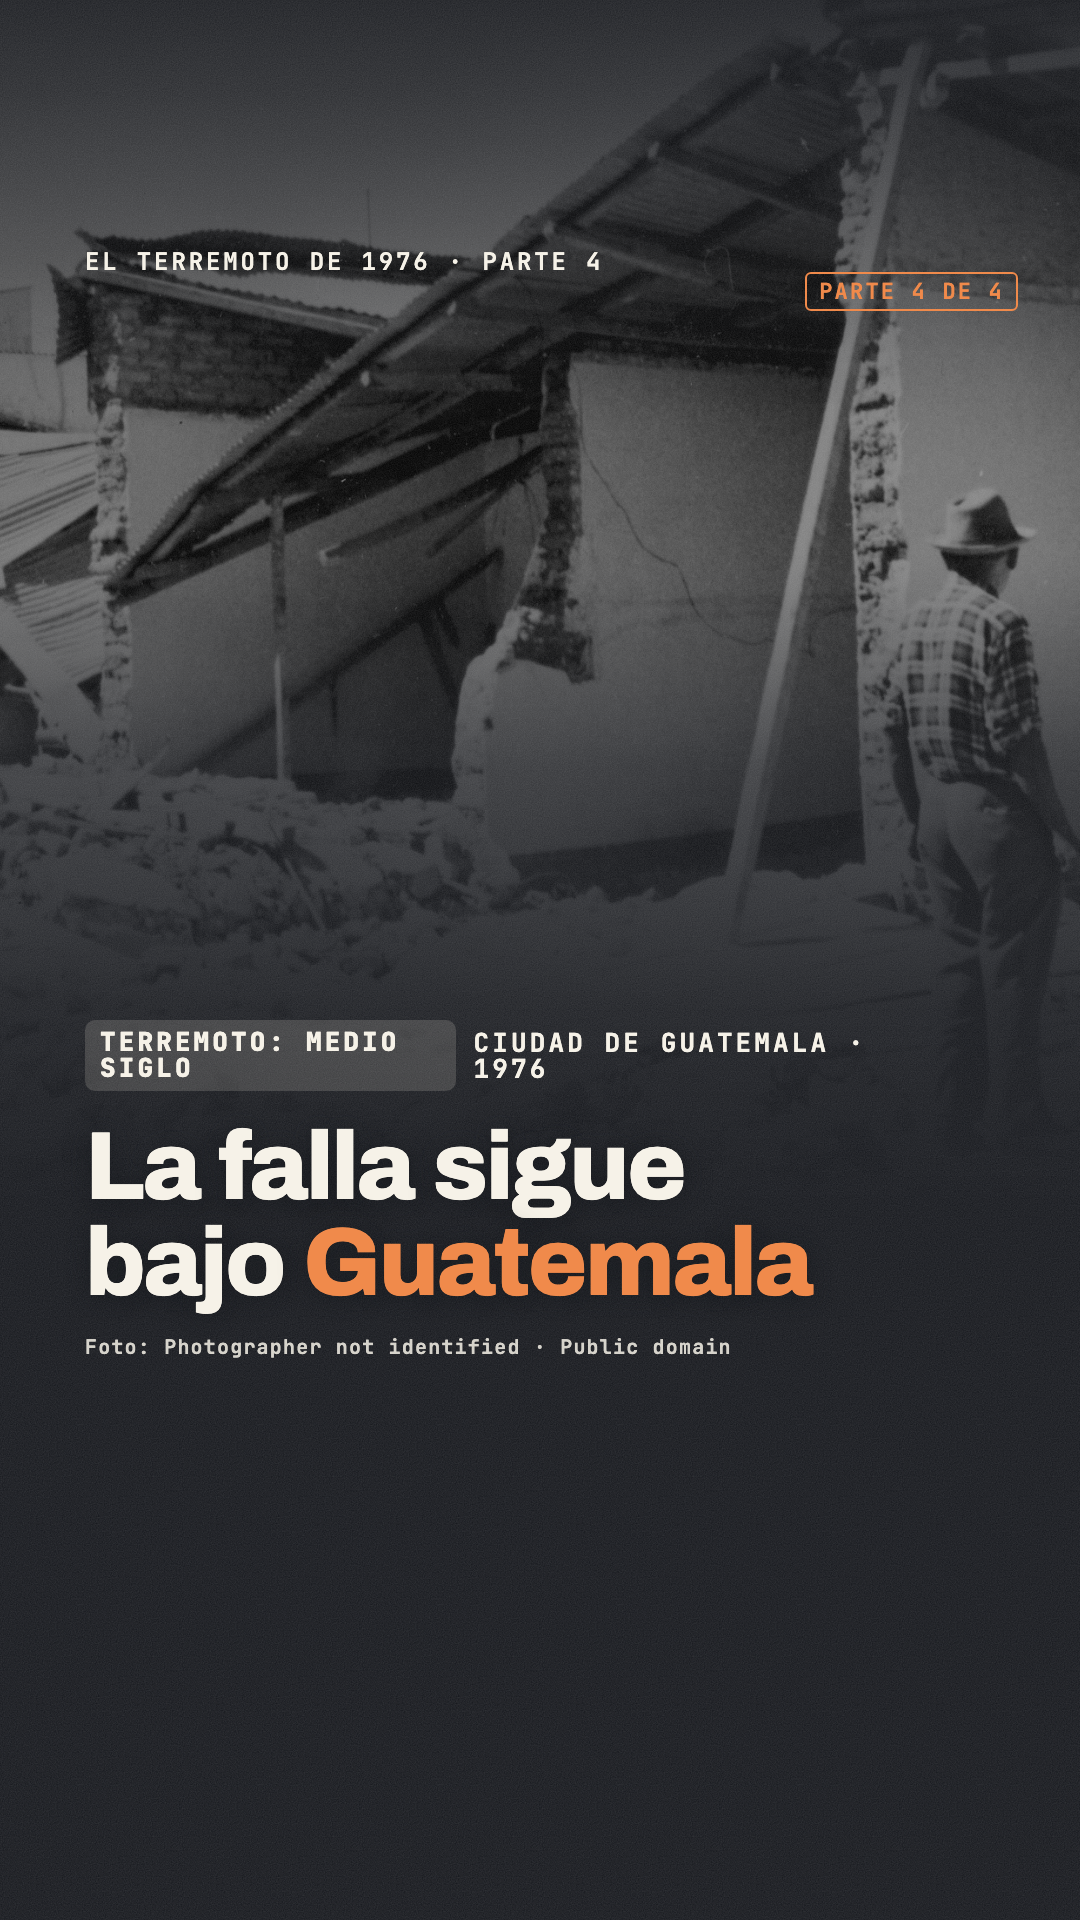 EL TERREMOTO DE 1976 · PARTE 4
PARTE 4 DE 4
TERREMOTO: MEDIO
SIGLO
CIUDAD DE GUATEMALA ·
1976
La falla sigue
bajo Guatemala
Foto: Photographer not identified · Public domain